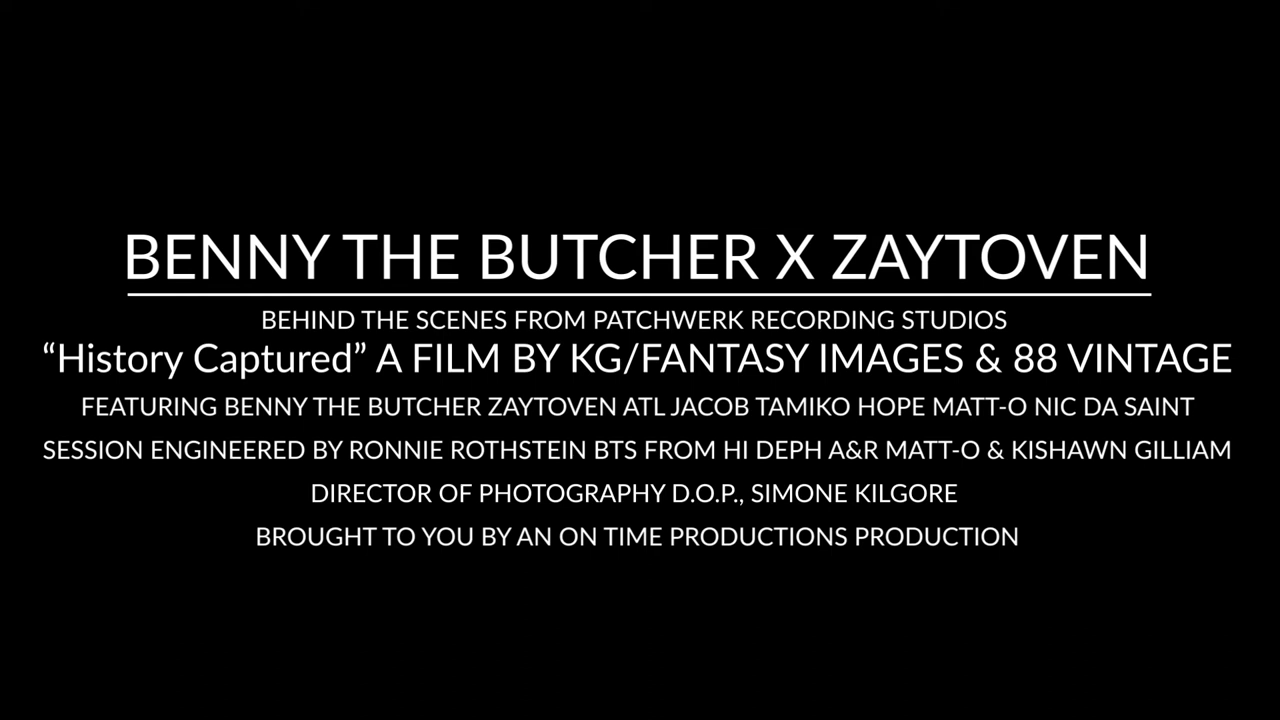 BENNY THE BUTCHER X ZAYTOVEN
BEHIND THE SCENES FROM PATCHWERK RECORDING STUDIOS
“History Captured” A FILM BY KG/FANTASY IMAGES & 88 VINTAGE
FEATURING BENNY THE BUTCHER ZAYTOVEN ATL JACOB TAMIKO HOPE MATT-O NIC DA SAINT
SESSION ENGINEERED BY RONNIE ROTHSTEIN BTS FROM HI DEPH A&R MATT-O & KISHAWN GILLIAM
DIRECTOR OF PHOTOGRAPHY D.O.P., SIMONE KILGORE
BROUGHT TO YOU BY AN ON TIME PRODUCTIONS PRODUCTION